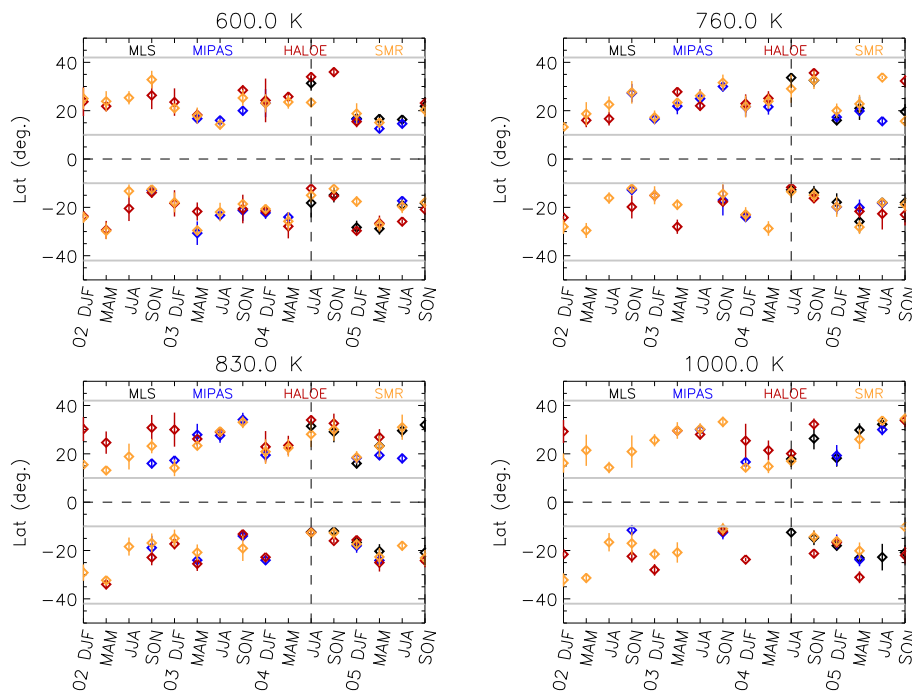 600.0 K
MLS MIPAS HALOE SMR
Lat (deg.)
40
20
0
-20
-40
02 DJF MAM JJA SON 03 DJF MAM JJA SON 04 DJF MAM JJA SON 05 DJF MAM JJA SON
760.0 K
MLS MIPAS HALOE SMR
Lat (deg.)
40
20
0
-20
-40
02 DJF MAM JJA SON 03 DJF MAM JJA SON 04 DJF MAM JJA SON 05 DJF MAM JJA SON
830.0 K
MLS MIPAS HALOE SMR
Lat (deg.)
40
20
0
-20
-40
02 DJF MAM JJA SON 03 DJF MAM JJA SON 04 DJF MAM JJA SON 05 DJF MAM JJA SON
1000.0 K
MLS MIPAS HALOE SMR
Lat (deg.)
40
20
0
-20
-40
02 DJF MAM JJA SON 03 DJF MAM JJA SON 04 DJF MAM JJA SON 05 DJF MAM JJA SON